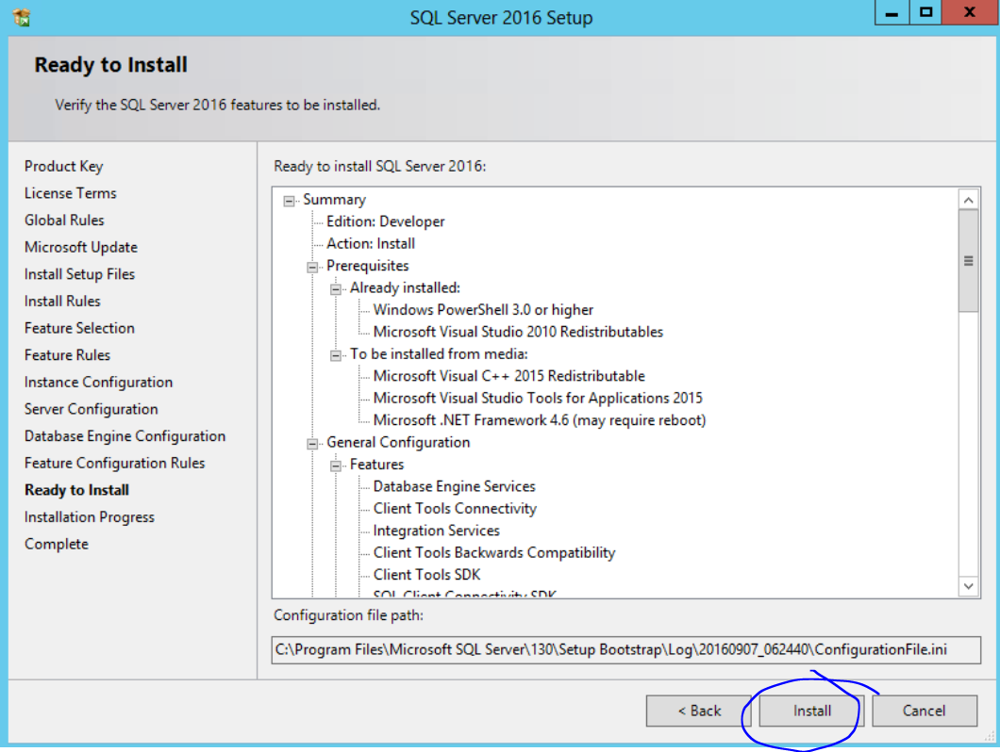 SQL Server 2016 Setup
Ready to Install
Verify the SQL Server 2016 features to be installed.
Product Key
License Terms
Global Rules
Microsoft Update
Install Setup Files
Install Rules
Feature Selection
Feature Rules
Instance Configuration
Server Configuration
Database Engine Configuration
Feature Configuration Rules
Ready to Install
Installation Progress
Complete
Ready to install SQL Server 2016:
Summary
Edition: Developer
Action: Install
Prerequisites
Already installed:
Windows PowerShell 3.0 or higher
Microsoft Visual Studio 2010 Redistributables
To be installed from media:
Microsoft Visual C++ 2015 Redistributable
Microsoft Visual Studio Tools for Applications 2015
Microsoft .NET Framework 4.6 (may require reboot)
General Configuration
Features
Database Engine Services
Client Tools Connectivity
Integration Services
Client Tools Backwards Compatibility
Client Tools SDK
SQL Client Connectivity SDK
Configuration file path:
C:\Program Files\Microsoft SQL Server\130\Setup Bootstrap\Log\20160907_062440\ConfigurationFile.ini
< Back
Install
Cancel